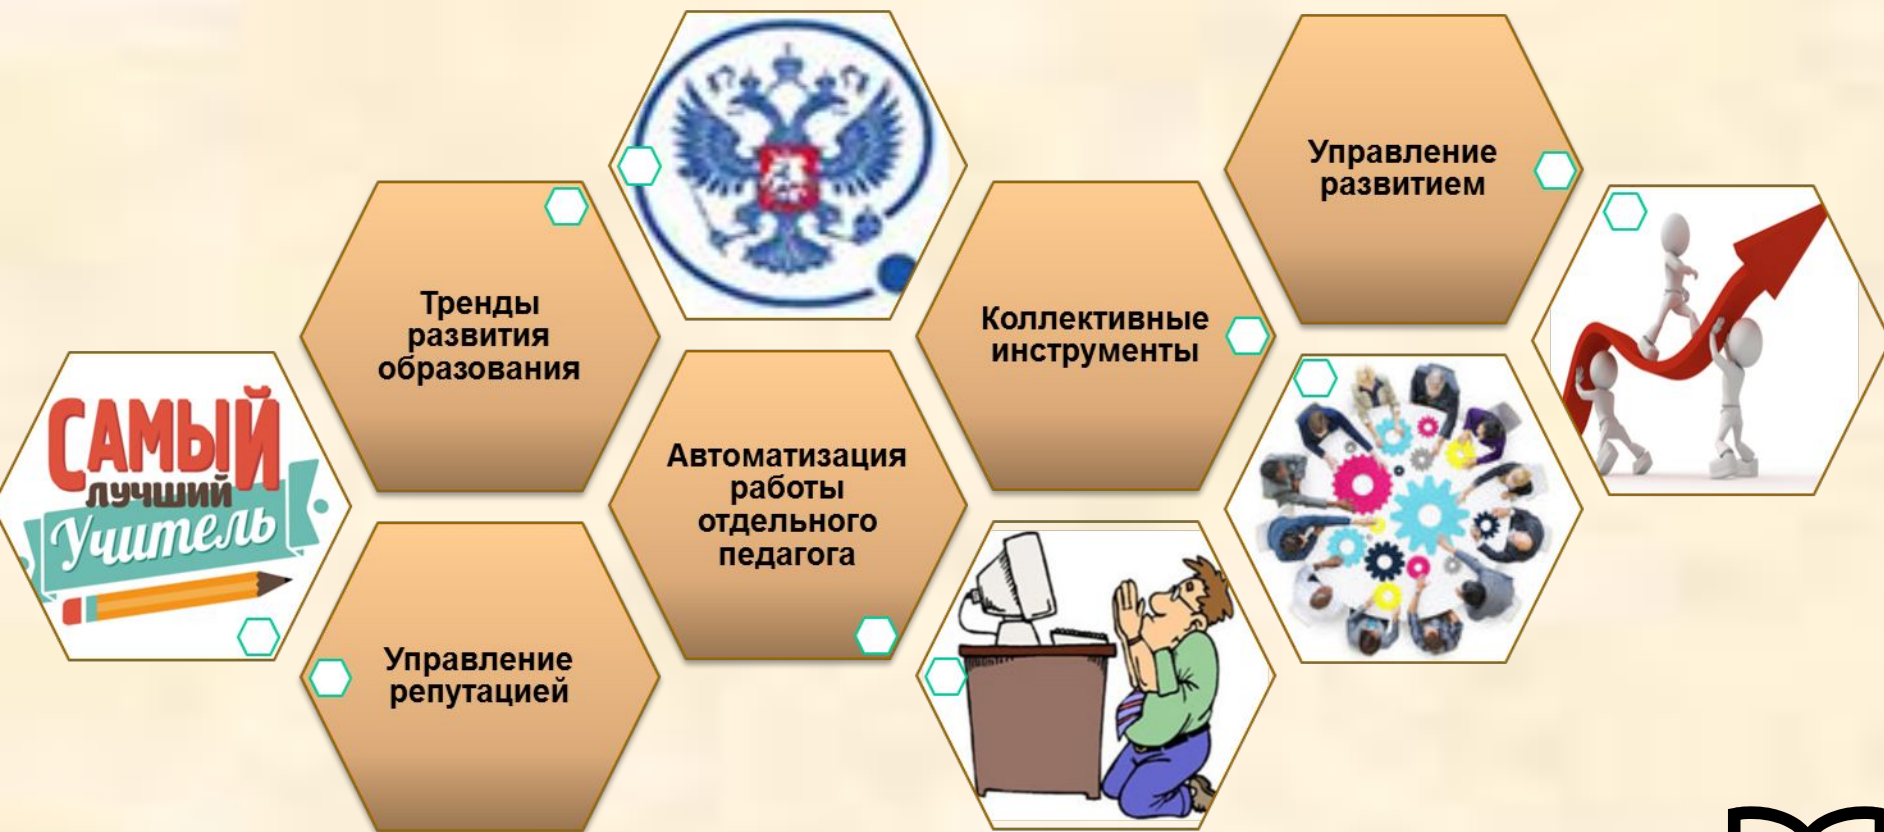 САМЫЙ
лучший
Учитель
Тренды
развития
образования
Управление
репутацией
Автоматизация
работы
отдельного
педагога
Коллективные
инструменты
Управление
развитием